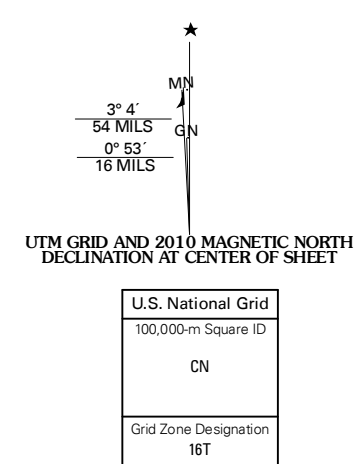 MN
3° 4´
54 MILS
GN
0° 53´
16 MILS
UTM GRID AND 2010 MAGNETIC NORTH
DECLINATION AT CENTER OF SHEET
U.S. National Grid
100,000-m Square ID
CN
Grid Zone Designation
16T